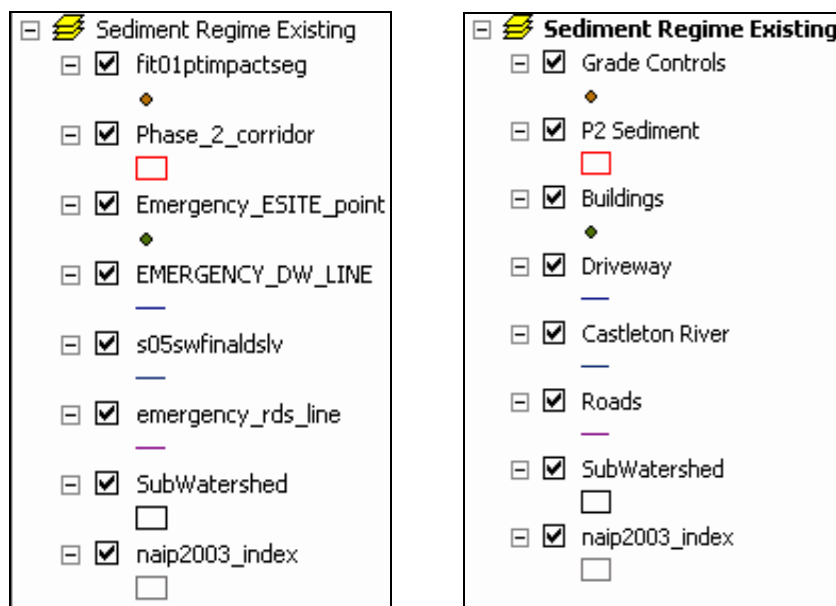 Sediment Regime Existing
fit01ptimpactseg
Phase_2_corridor
Emergency_ESITE_point
EMERGENCY_DW_LINE
s05swfinaldslv
emergency_rds_line
SubWatershed
naip2003_index
Sediment Regime Existing
Grade Controls
P2 Sediment
Buildings
Driveway
Castleton River
Roads
SubWatershed
naip2003_index